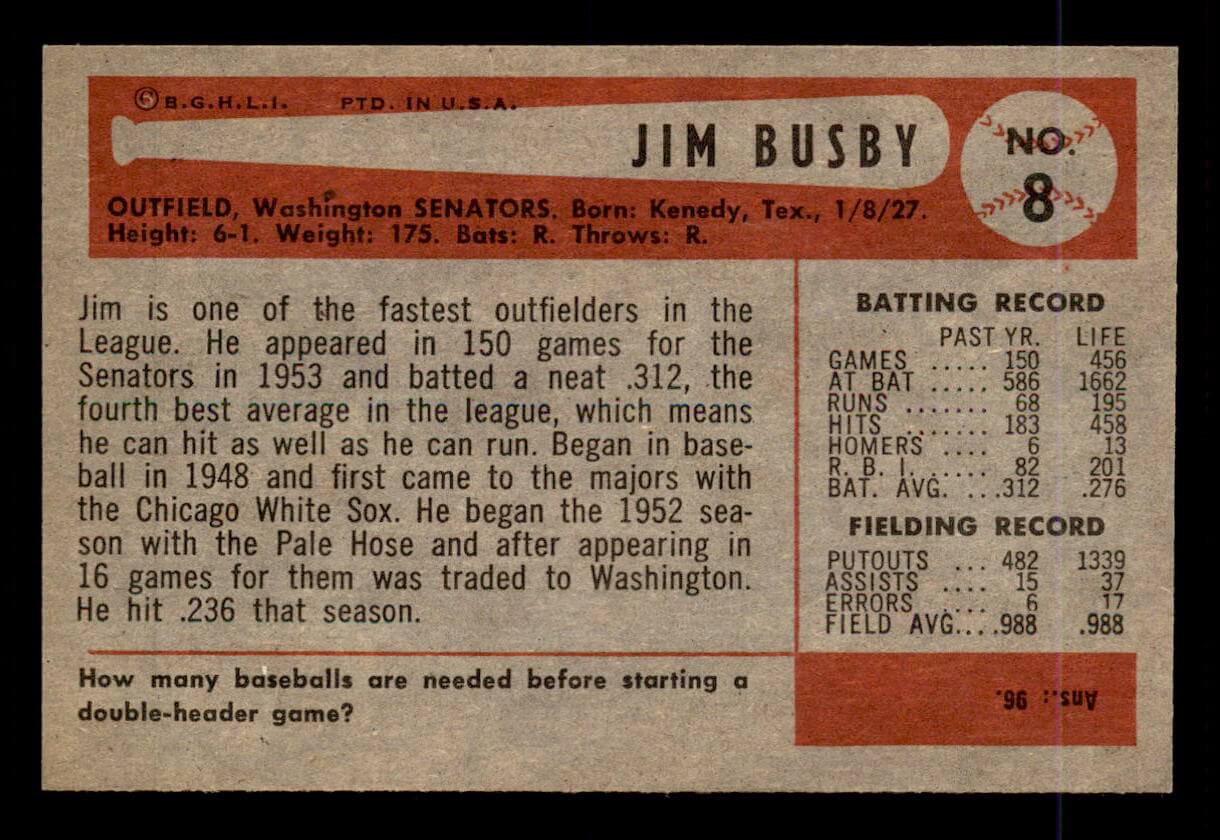 © B.G.H.L.I. PTD. IN U.S.A.
JIM BUSBY
NO.
8
OUTFIELD, Washington SENATORS. Born: Kenedy, Tex., 1/8/27.
Height: 6-1. Weight: 175. Bats: R. Throws: R.
Jim is one of the fastest outfielders in the
League. He appeared in 150 games for the
Senators in 1953 and batted a neat .312, the
fourth best average in the league, which means
he can hit as well as he can run. Began in base-
ball in 1948 and first came to the majors with
the Chicago White Sox. He began the 1952 sea-
son with the Pale Hose and after appearing in
16 games for them was traded to Washington.
He hit .236 that season.
BATTING RECORD
PAST YR. LIFE
GAMES ..... 150 456
AT BAT ..... 586 1662
RUNS ....... 68 195
HITS ....... 183 458
HOMERS .... 6 13
R. B. I. ..... 82 201
BAT. AVG. ...312 .276
FIELDING RECORD
PUTOUTS ... 482 1339
ASSISTS .... 15 37
ERRORS .... 6 17
FIELD AVG....988 .988
How many baseballs are needed before starting a
double-header game?
Ans.: 96.